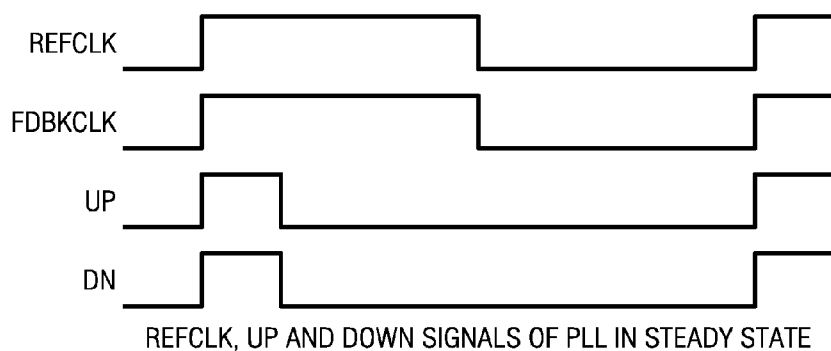 REFCLK
FDBKCLK
UP
DN
REFCLK, UP AND DOWN SIGNALS OF PLL IN STEADY STATE